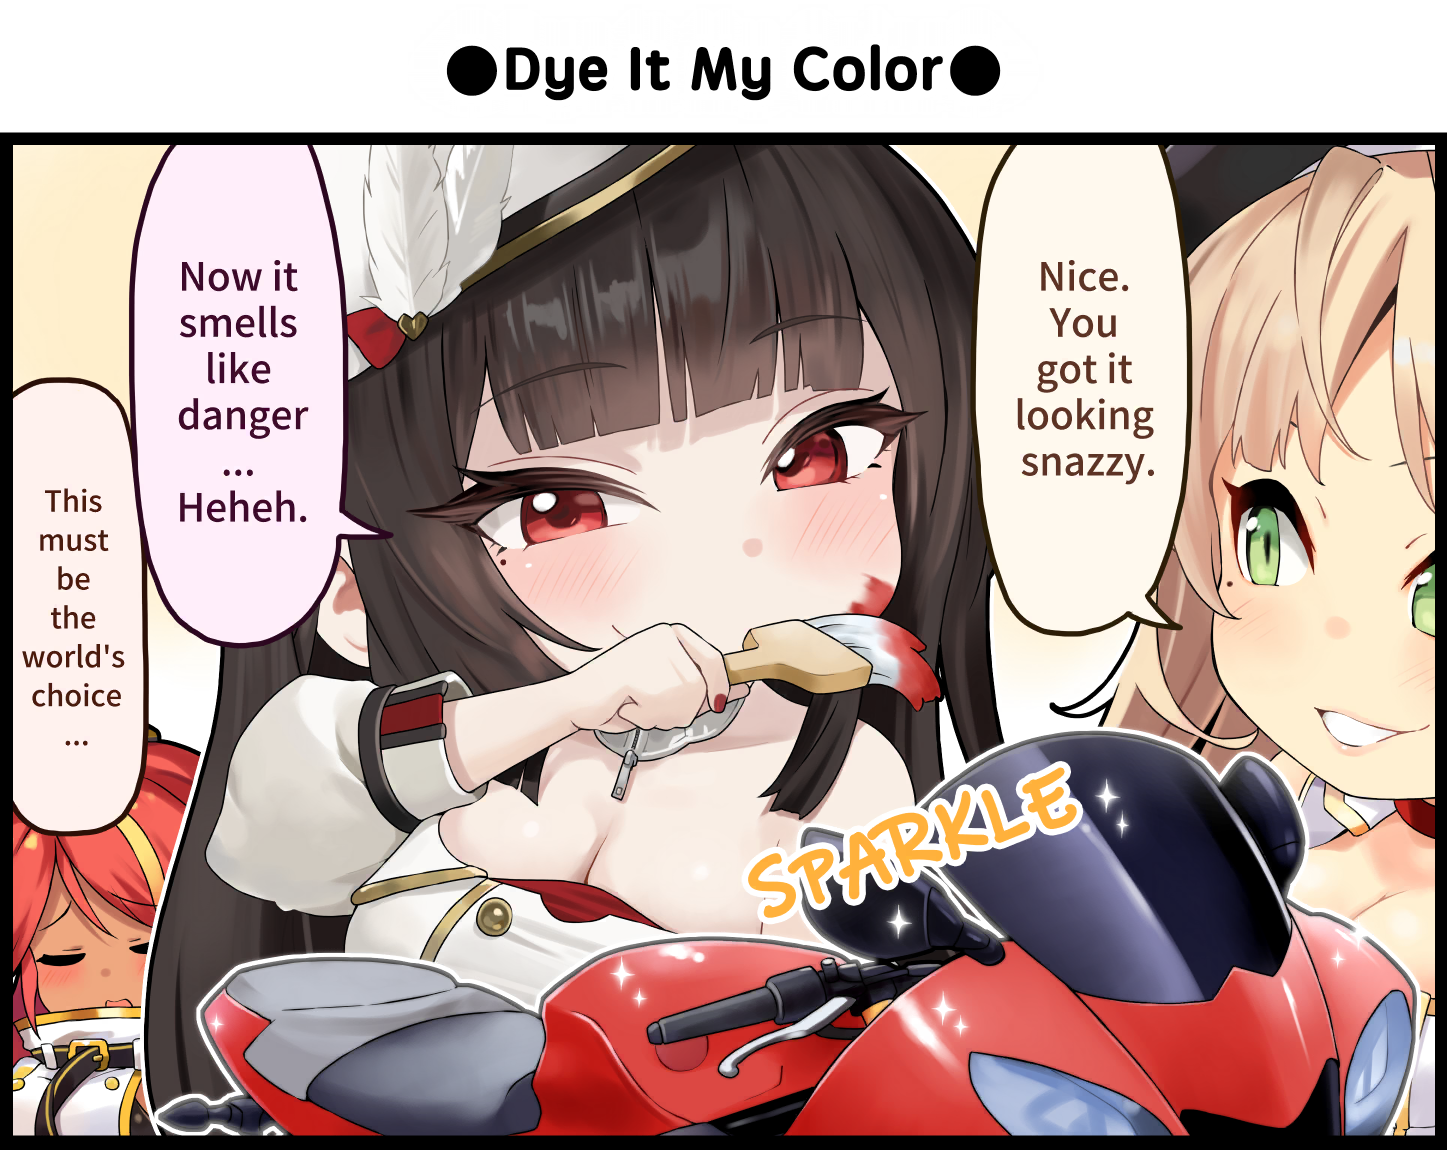 ●Dye It My Color●
Nice.
You
got it
looking
snazzy.
Now it
smells
like
danger
...
Heheh.
This
must
be
the
world's
choice
...
SPARKLE